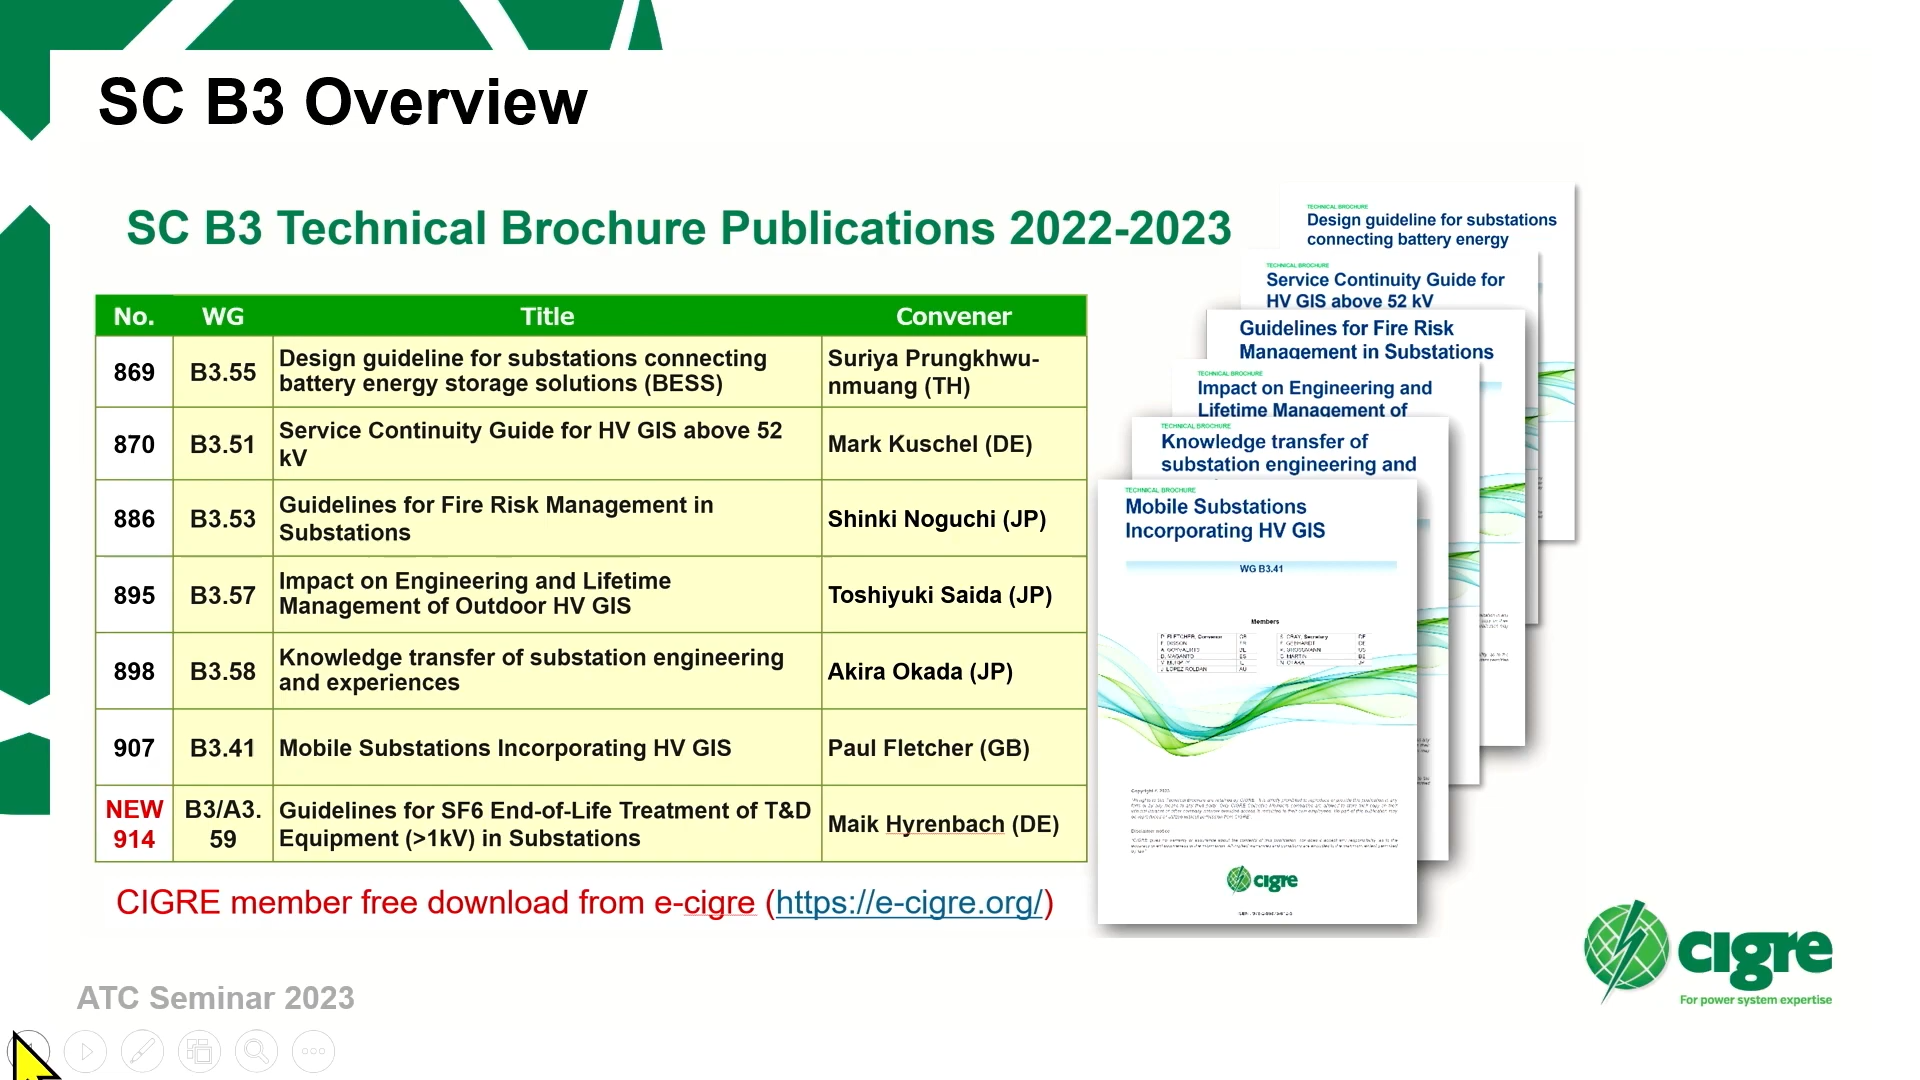 SC B3 Overview
SC B3 Technical Brochure Publications 2022-2023
No. WG Title Convener
869 B3.55 Design guideline for substations connecting
battery energy storage solutions (BESS) Suriya Prungkhwu-
nmuang (TH)
870 B3.51 Service Continuity Guide for HV GIS above 52
kV Mark Kuschel (DE)
886 B3.53 Guidelines for Fire Risk Management in
Substations Shinki Noguchi (JP)
895 B3.57 Impact on Engineering and Lifetime
Management of Outdoor HV GIS Toshiyuki Saida (JP)
898 B3.58 Knowledge transfer of substation engineering
and experiences Akira Okada (JP)
907 B3.41 Mobile Substations Incorporating HV GIS Paul Fletcher (GB)
NEW
914 B3/A3.
59 Guidelines for SF6 End-of-Life Treatment of T&D
Equipment (>1kV) in Substations Maik Hyrenbach (DE)
CIGRE member free download from e-cigre (https://e-cigre.org/)
TECHNICAL BROCHURE
Design guideline for substations
connecting battery energy
TECHNICAL BROCHURE
Service Continuity Guide for
HV GIS above 52 kV
Guidelines for Fire Risk
Management in Substations
TECHNICAL BROCHURE
Impact on Engineering and
Lifetime Management of
TECHNICAL BROCHURE
Knowledge transfer of
substation engineering and
TECHNICAL BROCHURE
Mobile Substations
Incorporating HV GIS
WG B3.41
Members
P. FLETCHER, Convenor
cigre
cigre
For power system expertise
ATC Seminar 2023